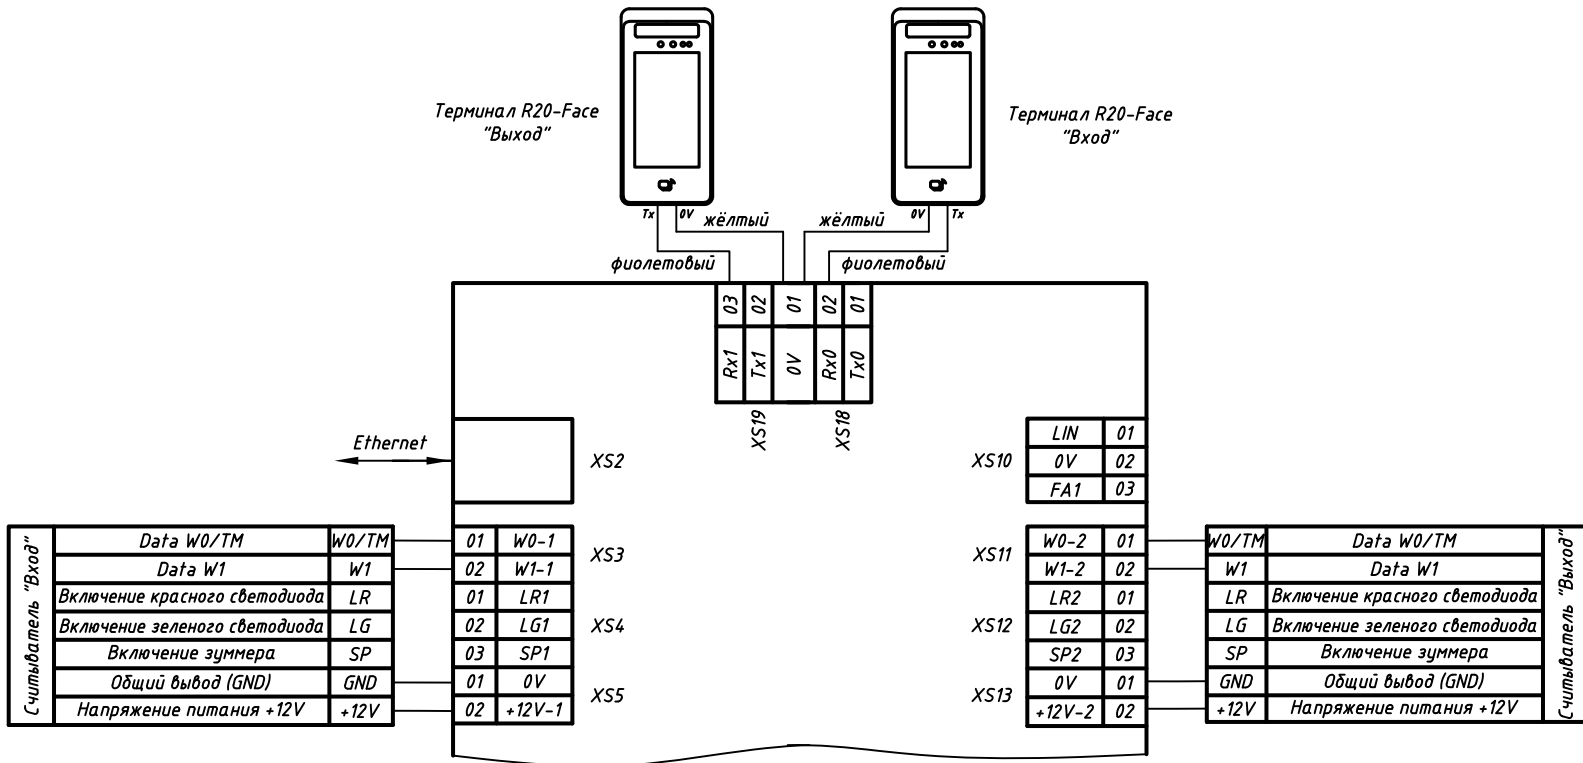 Терминал R20-Face
"Выход"
Терминал R20-Face
"Вход"
Tx 0V
0V Tx
жёлтый
жёлтый
фиолетовый
фиолетовый
03 02 01 02 01
Rx1 Tx1 0V Rx0 Tx0
XS19
XS18
Ethernet
XS2
XS10
LIN 01
0V 02
FA1 03
Считыватель "Вход"
Data W0/TM W0/TM 01 W0-1
Data W1 W1 02 W1-1
Включение красного светодиода LR 01 LR1
Включение зеленого светодиода LG 02 LG1
Включение зуммера SP 03 SP1
Общий вывод (GND) GND 01 0V
Напряжение питания +12V +12V 02 +12V-1
XS3
XS4
XS5
XS11
XS12
XS13
W0-2 01 W0/TM Data W0/TM
W1-2 02 W1 Data W1
LR2 01 LR Включение красного светодиода
LG2 02 LG Включение зеленого светодиода
SP2 03 SP Включение зуммера
0V 01 GND Общий вывод (GND)
+12V-2 02 +12V Напряжение питания +12V
Считыватель "Выход"